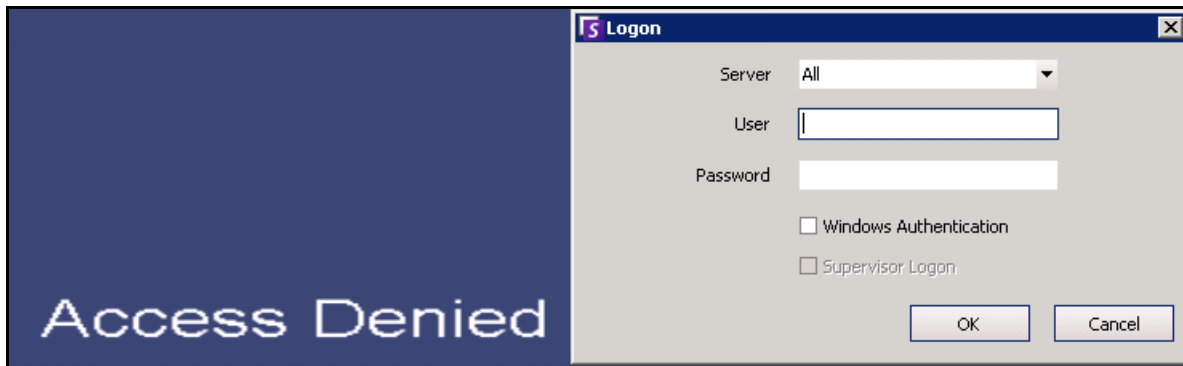 Logon
Server All
User
Password
Windows Authentication
Supervisor Logon
Access Denied
OK Cancel